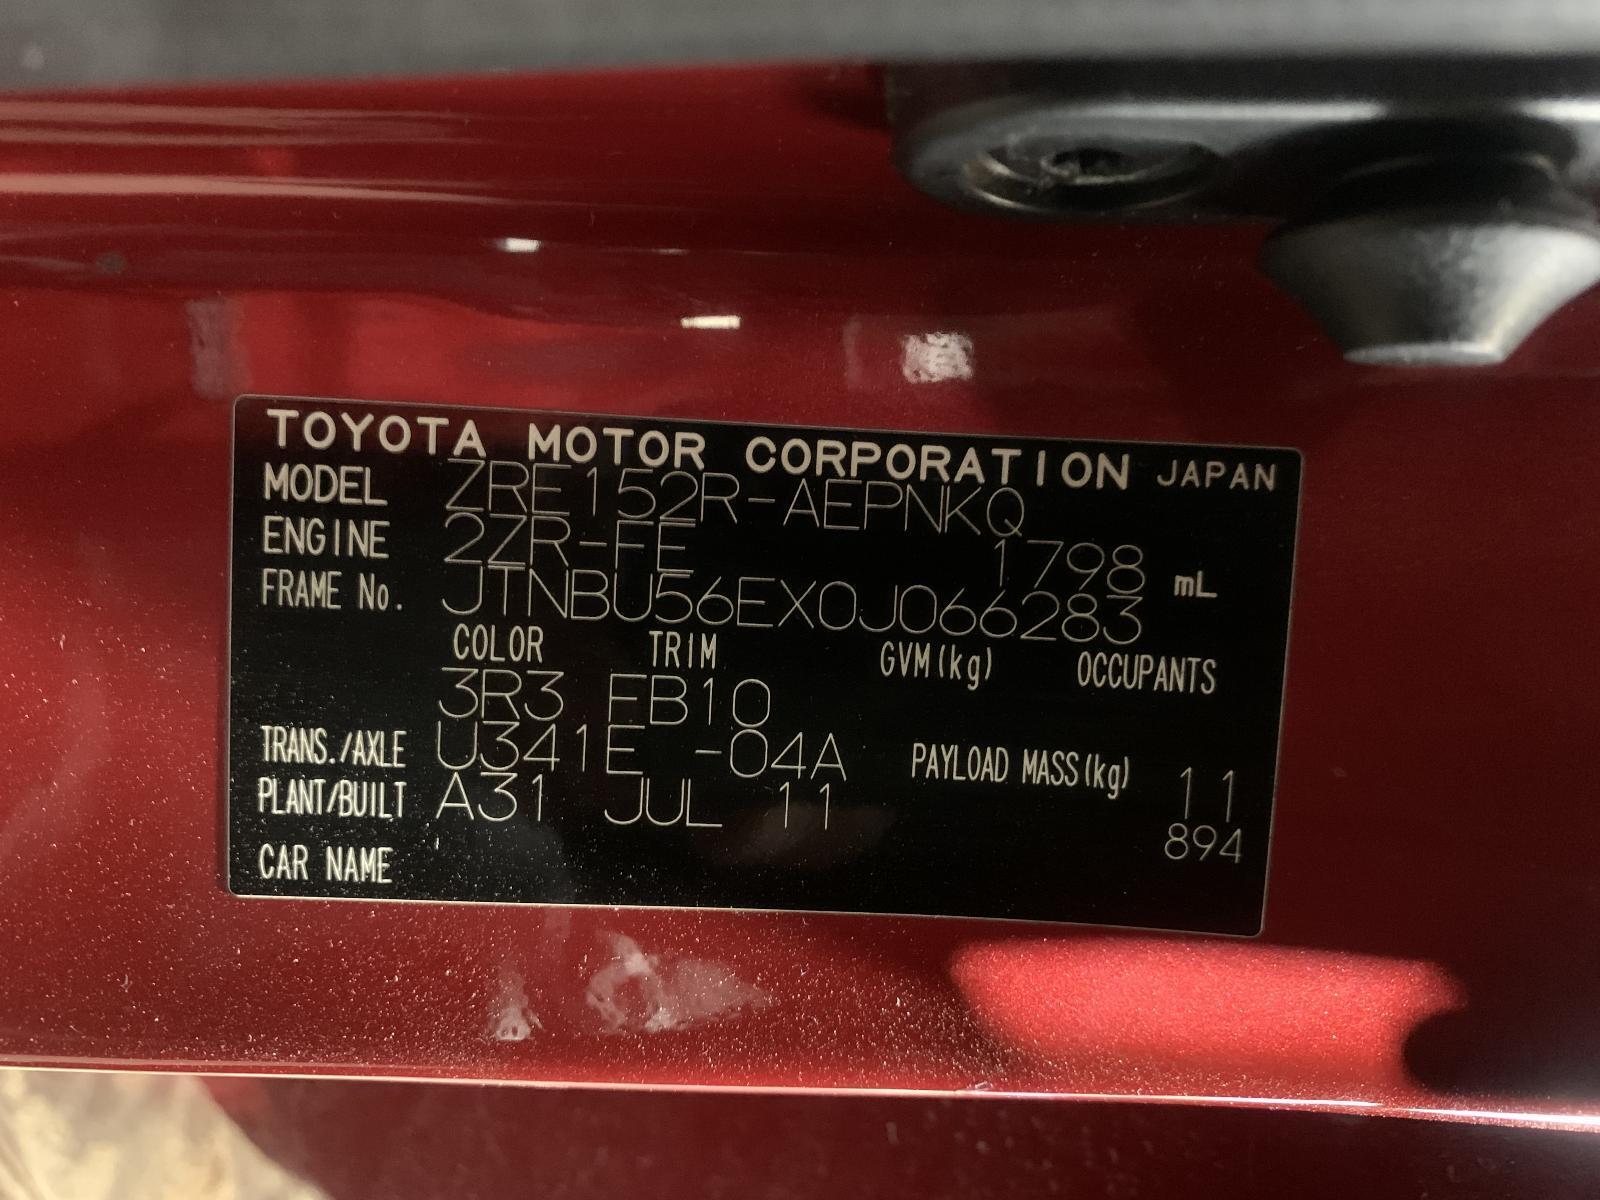 TOYOTA MOTOR CORPORATION JAPAN
MODEL ZRE152R-AEPNKQ
ENGINE 2ZR-FE 1798 mL
FRAME No. JTNBU56EX0J066283
COLOR TRIM GVM(kg) OCCUPANTS
3R3 FB10
TRANS./AXLE U341E -04A PAYLOAD MASS(kg) 11
PLANT/BUILT A31 JUL 11 894
CAR NAME